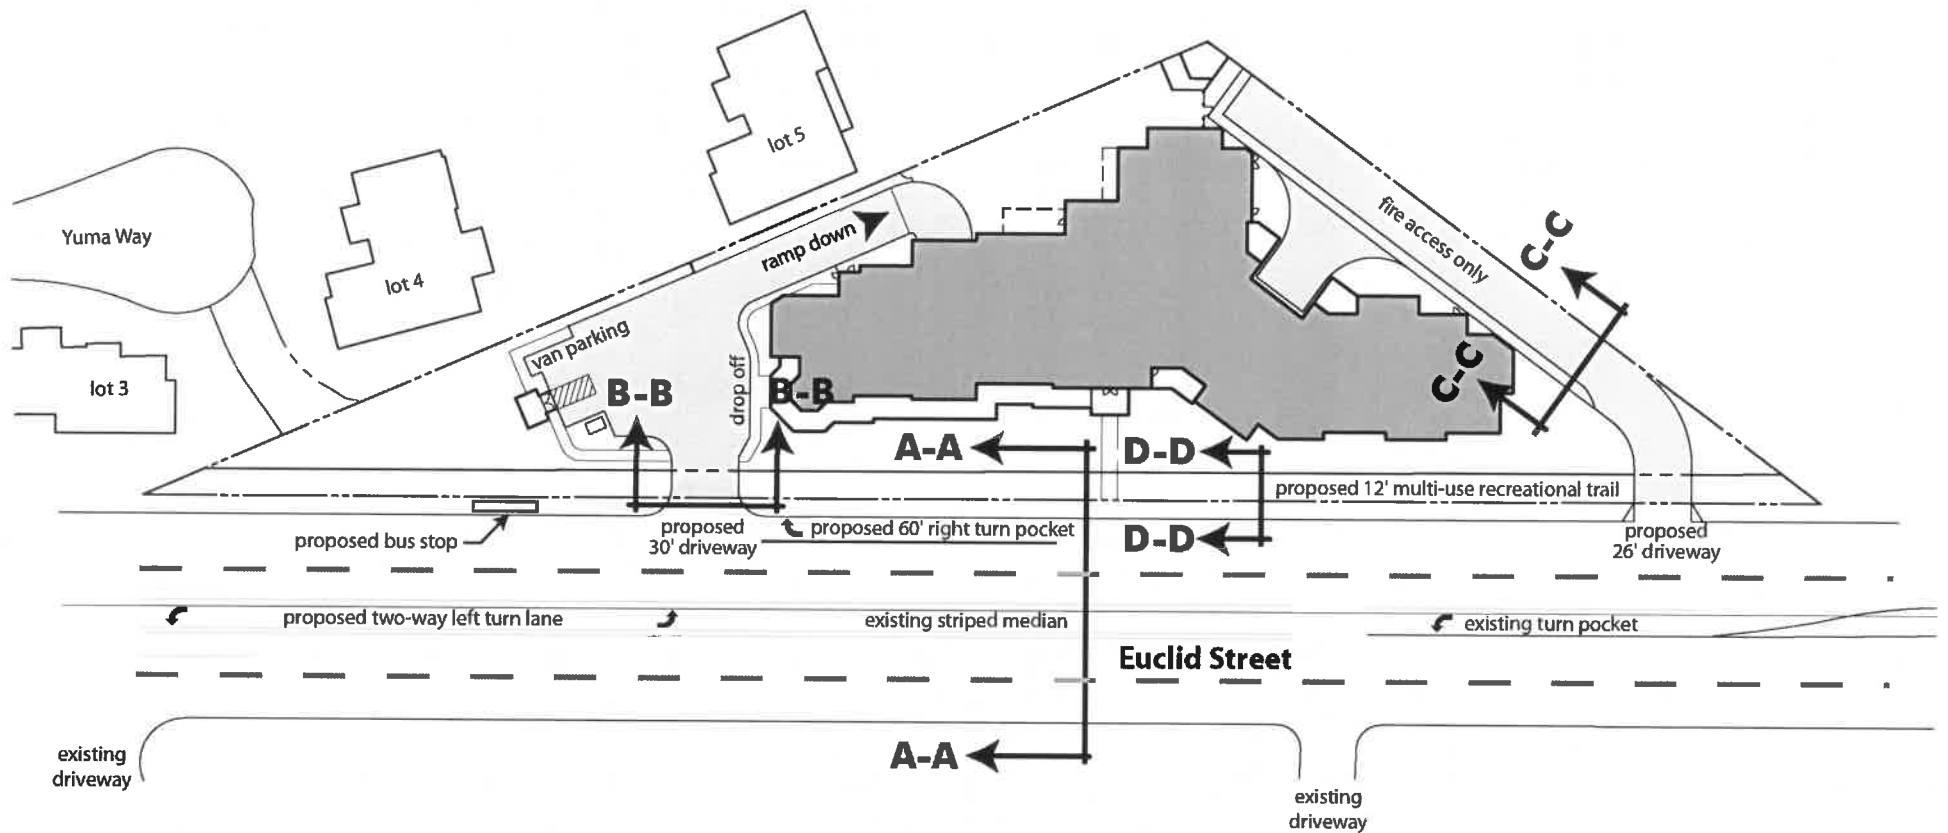 lot 5
Yuma Way
lot 4
ramp down
fire access only
C-C
van parking
lot 3
drop off
B-B
B-B
C-C
A-A
D-D
proposed 12' multi-use recreational trail
proposed bus stop
proposed
30' driveway
proposed 60' right turn pocket
D-D
proposed
26' driveway
proposed two-way left turn lane
existing striped median
existing turn pocket
Euclid Street
existing
driveway
A-A
existing
driveway